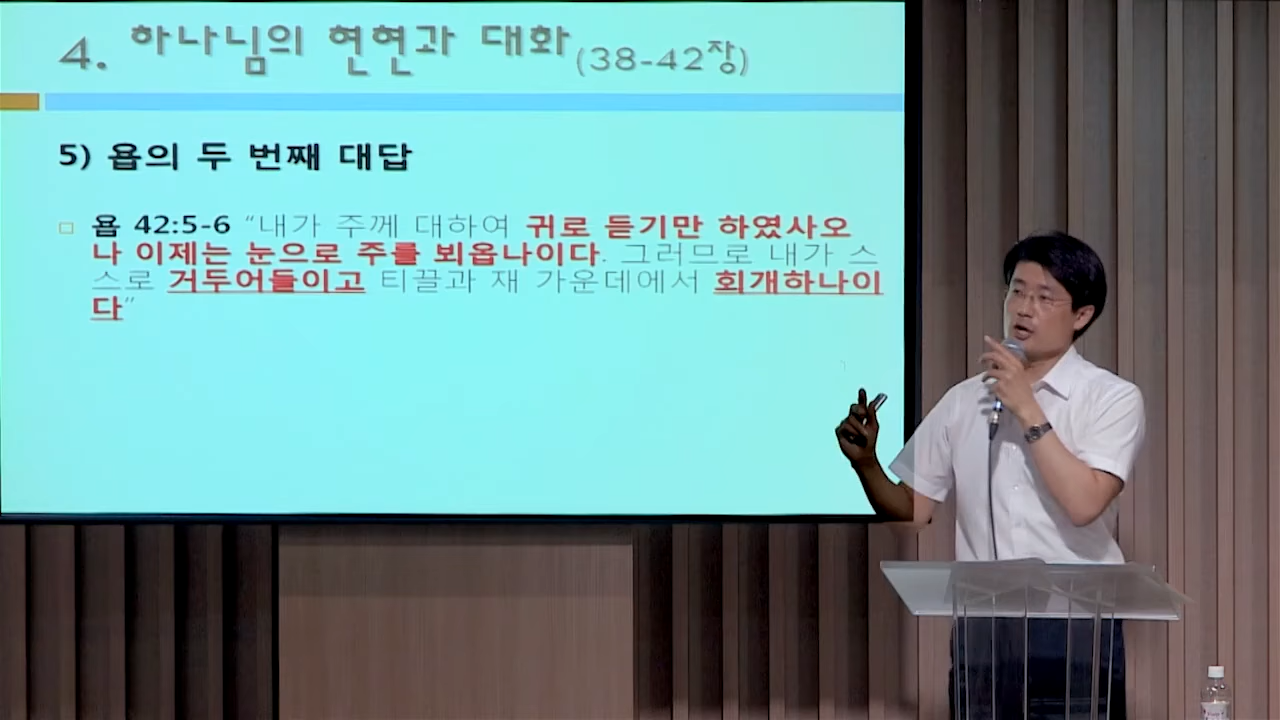 4. 하나님의 현현과 대화(38-42장)
5) 욥의 두 번째 대답
욥 42:5-6 “내가 주께 대하여 귀로 듣기만 하였사오
나 이제는 눈으로 주를 뵈옵나이다. 그러므로 내가 스
스로 거두어들이고 티끌과 재 가운데에서 회개하나이
다”